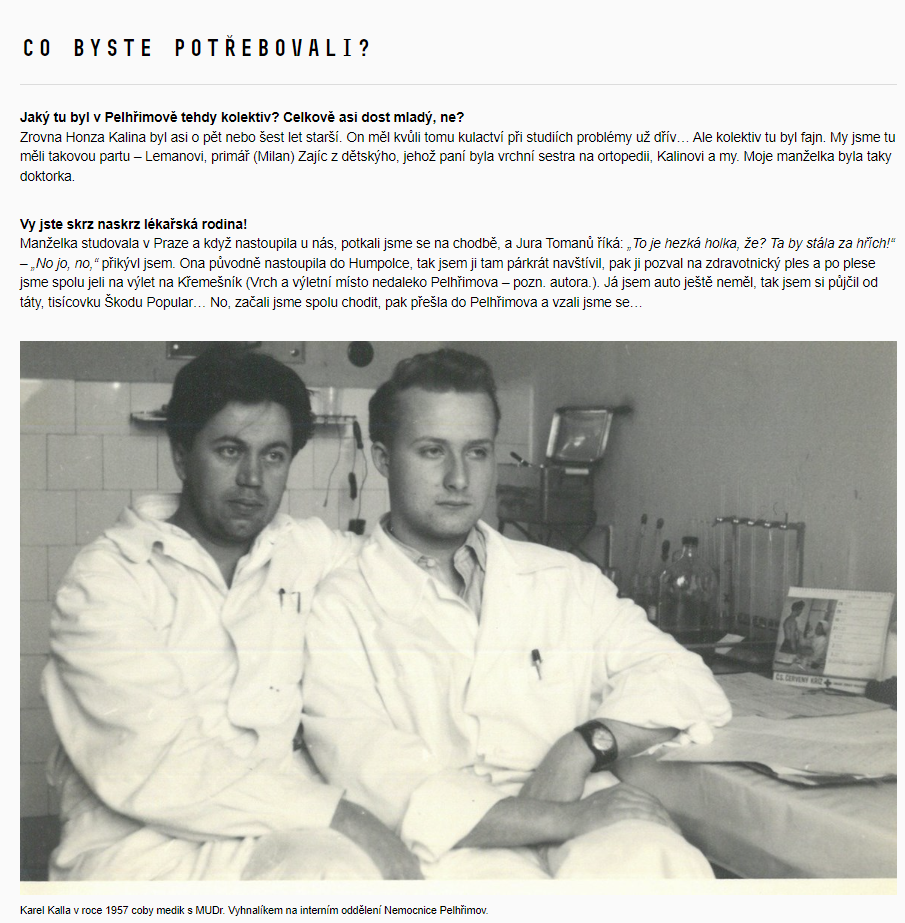 CO BYSTE POTŘEBOVALI?
Jaký tu byl v Pelhřimově tehdy kolektiv? Celkově asi dost mladý, ne?
Zrovna Honza Kalina byl asi o pět nebo šest let starší. On měl kvůli tomu kulactví při studiích problémy už dřív… Ale kolektiv tu byl fajn. My jsme tu
měli takovou partu – Lemanovi, primář (Milan) Zajíc z dětskýho, jehož paní byla vrchní sestra na ortopedii, Kalinovi a my. Moje manželka byla taky
doktorka.
Vy jste skrz naskrz lékařská rodina!
Manželka studovala v Praze a když nastoupila u nás, potkali jsme se na chodbě, a Jura Tomanů říká: „To je hezká holka, že? Ta by stála za hřích!“
– „No jo, no,“ přikývl jsem. Ona původně nastoupila do Humpolce, tak jsem ji tam párkrát navštívil, pak ji pozval na zdravotnický ples a po plese
jsme spolu jeli na výlet na Křemešník (Vrch a výletní místo nedaleko Pelhřimova – pozn. autora.). Já jsem auto ještě neměl, tak jsem si půjčil od
táty, tisícovku Škodu Popular… No, začali jsme spolu chodit, pak přešla do Pelhřimova a vzali jsme se…
ČS. ČERVENÝ KŘÍŽ
Karel Kalla v roce 1957 coby medik s MUDr. Vyhnalíkem na interním oddělení Nemocnice Pelhřimov.